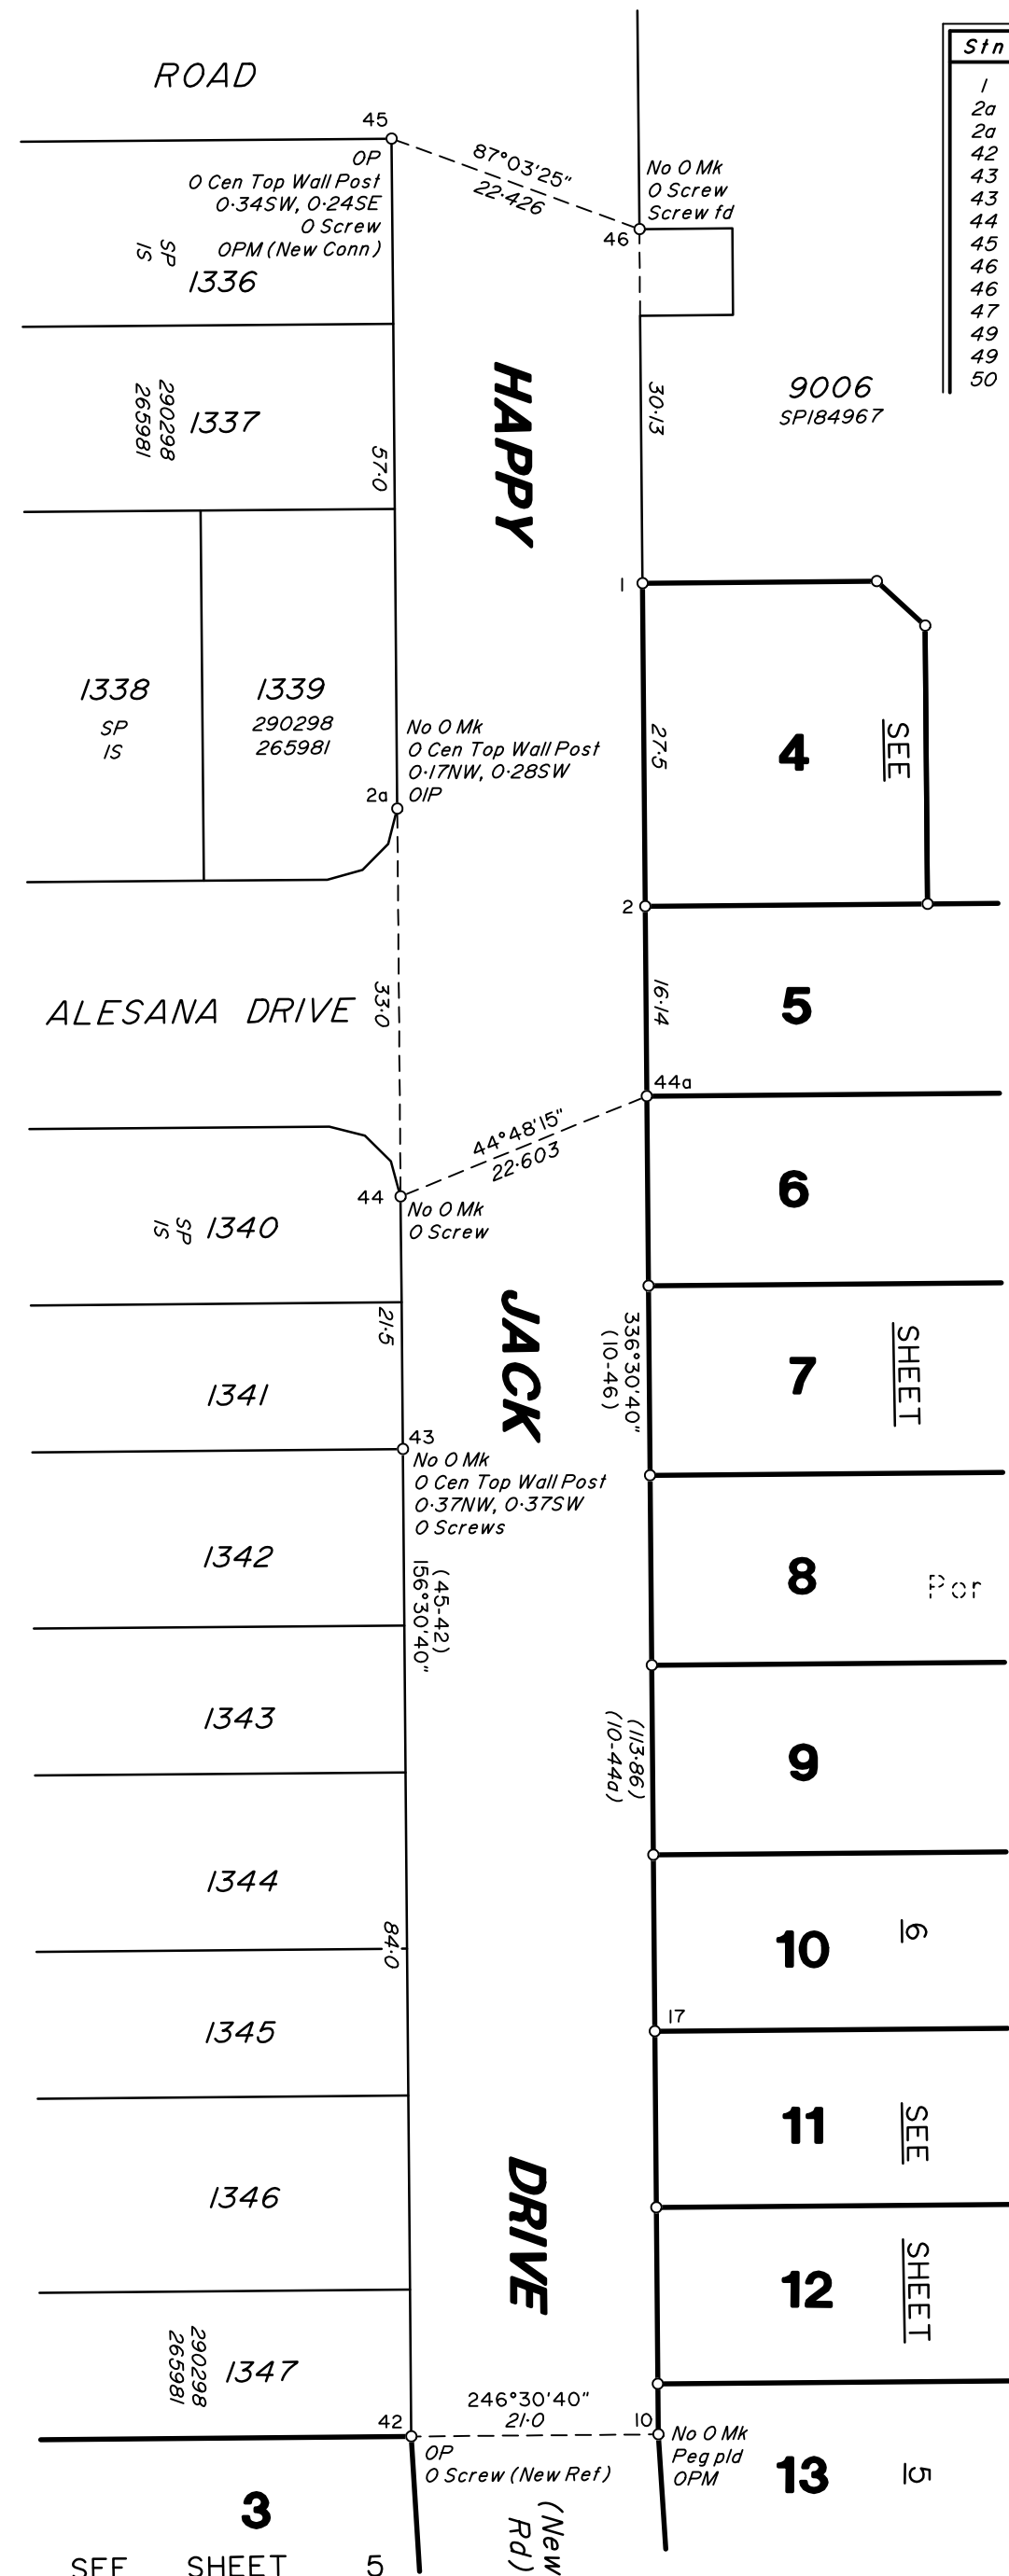 ROAD
45
OP
O Cen Top Wall Post
0·34SW, 0·24SE
O Screw
OPM (New Conn)
SP
IS
1336
87°03'25"
22·426
No O Mk
O Screw
Screw fd
46
Stn
1
2a
2a
42
43
43
44
45
46
46
47
49
49
50
290298
265981
1337
57·0
HAPPY
30·13
9006
SP184967
1
1338
SP
IS
1339
290298
265981
No O Mk
O Cen Top Wall Post
0·17NW, 0·28SW
OIP
2a
27·5
4
SEE
2
ALESANA DRIVE
33·0
16·14
5
44a
44°48'15"
22·603
44
No O Mk
O Screw
6
SP
IS
1340
21·5
JACK
336°30'40"
(10-46)
7
SHEET
1341
43
No O Mk
O Cen Top Wall Post
0·37NW, 0·37SW
O Screws
1342
(45-42)
156°30'40"
8
Por
1343
(113·86)
(10-44a)
9
1344
84·0
10
6
17
1345
11
SEE
1346
DRIVE
12
SHEET
290298
265981
1347
246°30'40"
21·0
42
10
OP
O Screw (New Ref)
No O Mk
Peg pld
OPM
13
5
3
(New
Rd)
SEE SHEET 5